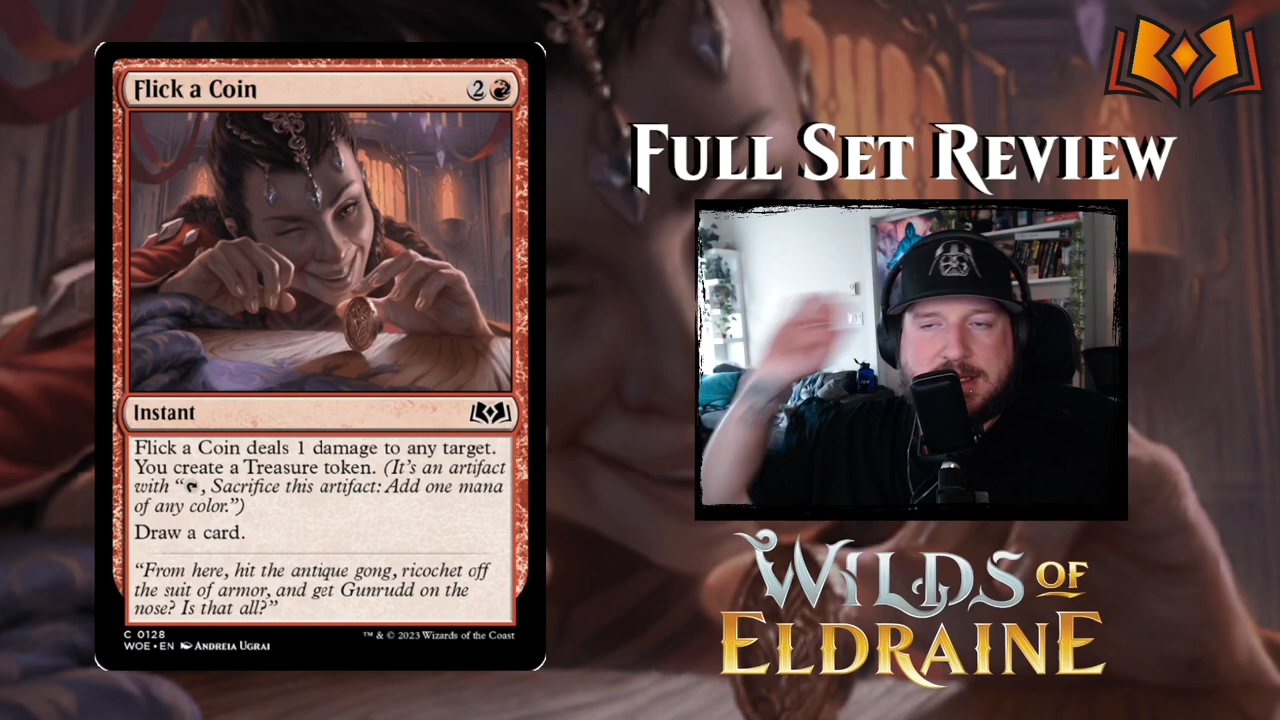 Flick a Coin
2
Instant
Flick a Coin deals 1 damage to any target.
You create a Treasure token. (It's an artifact
with “, Sacrifice this artifact: Add one mana
of any color.”)
Draw a card.
“From here, hit the antique gong, ricochet off
the suit of armor, and get Gunrudd on the
nose? Is that all?”
C 0128
WOE • EN Andreia Ugrai
™ & © 2023 Wizards of the Coast
Full Set Review
Wilds of
Eldraine